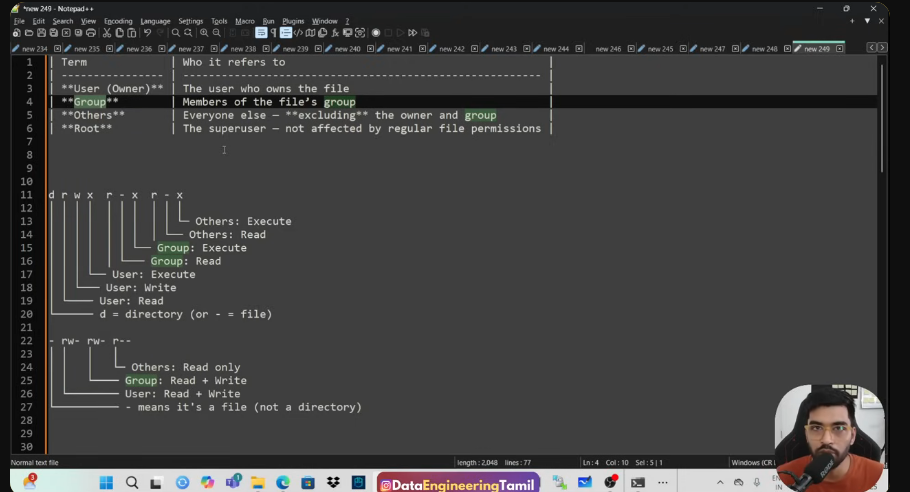 *new 249 - Notepad++
File Edit Search View Encoding Language Settings Tools Macro Run Plugins Window ?
new 234 new 235 new 236 new 237 new 238 new 239 new 240 new 241 new 242 new 243 new 244 new 246 new 247 new 248 new 249
1 | Term | Who it refers to |
2 | ---------------- | -------------------------------------------------------- |
3 | **User (Owner)** | The user who owns the file |
4 | **Group** | Members of the file’s group |
5 | **Others** | Everyone else — **excluding** the owner and group |
6 | **Root** | The superuser — not affected by regular file permissions |
7
8
9
10
11 d r w x r - x r - x
12 │ │ │ │ │ │ │ │ │
13 │ │ │ │ │ │ │ │ └─ Others: Execute
14 │ │ │ │ │ │ │ └── Others: Read
15 │ │ │ │ │ │ └── Group: Execute
16 │ │ │ │ │ └─── Group: Read
17 │ │ │ └── User: Execute
18 │ │ └─── User: Write
19 │ └──── User: Read
20 └────── d = directory (or - = file)
21
22 - rw- rw- r--
23 │ │ │ │
24 │ │ │ └─ Others: Read only
25 │ │ └──── Group: Read + Write
26 │ └──────── User: Read + Write
27 └────────── - means it's a file (not a directory)
28
29
30
Normal text file length : 2,048 lines : 77 Ln : 4 Col : 10 Sel : 5 | 1 Windows (CR
@DataEngineeringTamil